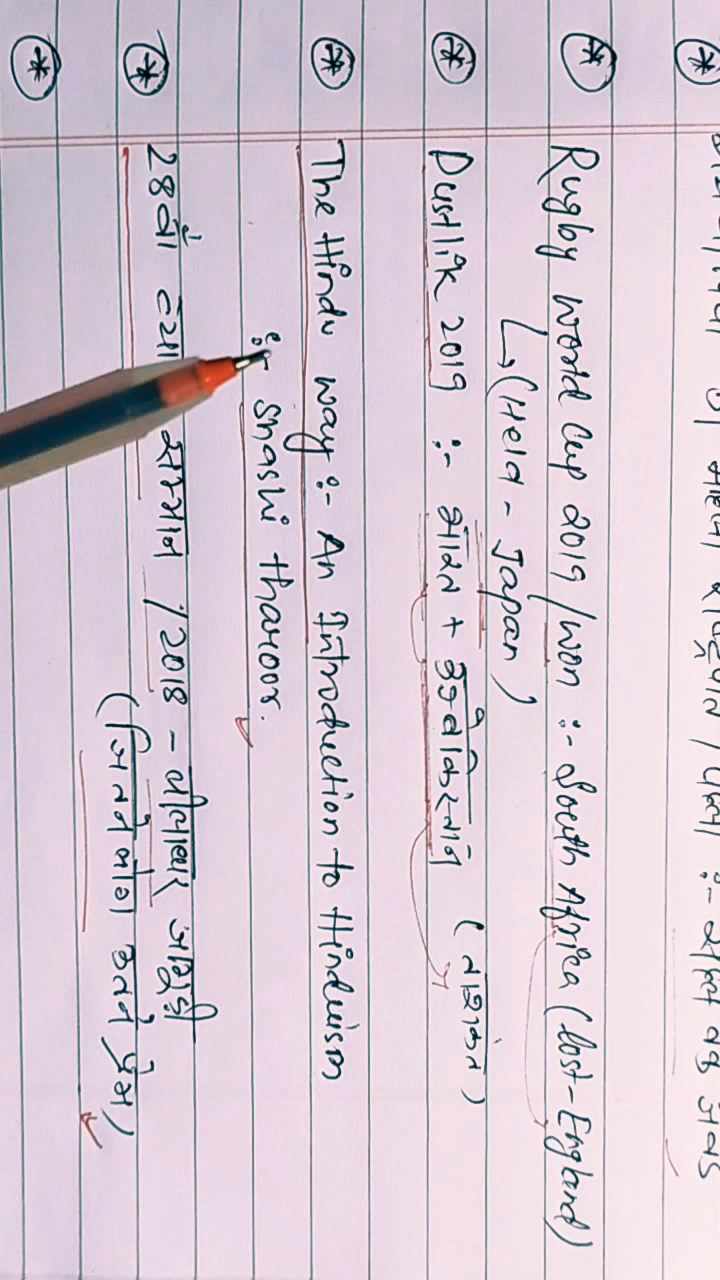 Rugby World Cup 2019 / won :- South Africa (lost-England)
↳ (Held - Japan)
Dustlik 2019 :- भारत + उज्बेकिस्तान (ताशकंत)
The Hindu way :- An Introduction to Hinduism
:- Shashi tharoor.
28वां व्या सम्मान / 2018 - लीलाधर जगूड़ी
(जितने लोग उतने प्रेम)